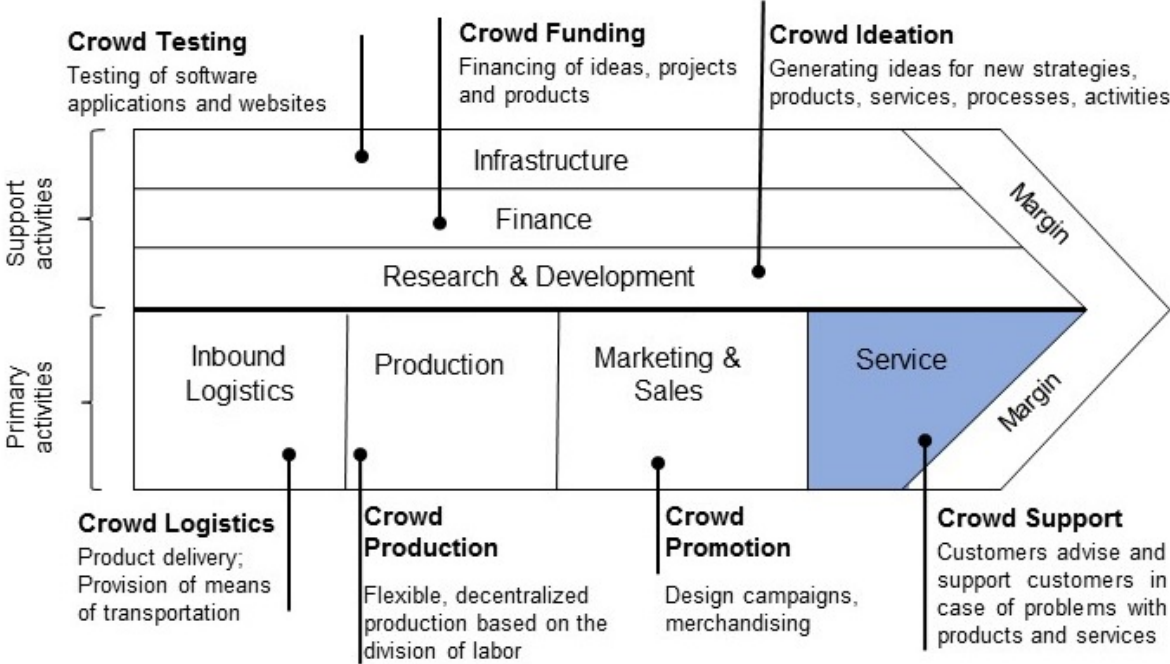 Crowd Testing
Testing of software
applications and websites
Crowd Funding
Financing of ideas, projects
and products
Crowd Ideation
Generating ideas for new strategies,
products, services, processes, activities
Support
activities
Infrastructure
Finance
Research & Development
Margin
Primary
activities
Inbound
Logistics
Production
Marketing &
Sales
Service
Margin
Crowd Logistics
Product delivery;
Provision of means
of transportation
Crowd
Production
Flexible, decentralized
production based on the
division of labor
Crowd
Promotion
Design campaigns,
merchandising
Crowd Support
Customers advise and
support customers in
case of problems with
products and services